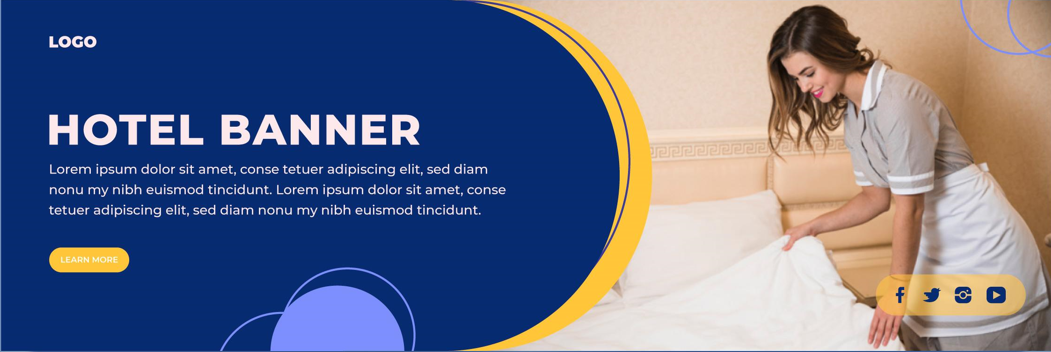 LOGO
HOTEL BANNER
Lorem ipsum dolor sit amet, conse tetuer adipiscing elit, sed diam
nonu my nibh euismod tincidunt. Lorem ipsum dolor sit amet, conse
tetuer adipiscing elit, sed diam nonu my nibh euismod tincidunt.
LEARN MORE